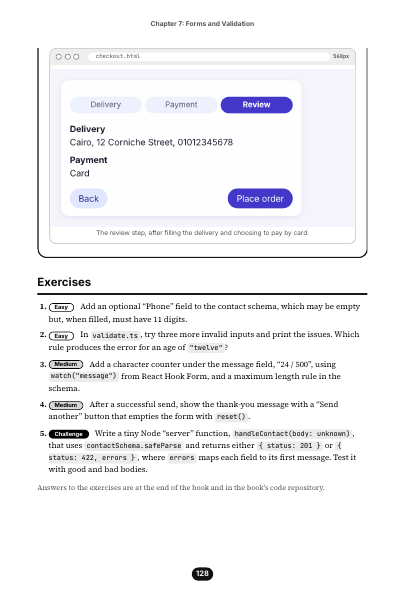 Chapter 7: Forms and Validation
checkout.html
560px
Delivery
Payment
Review
Delivery
Cairo, 12 Corniche Street, 01012345678
Payment
Card
Back
Place order
The review step, after filling the delivery and choosing to pay by card.
Exercises
1. Easy Add an optional “Phone” field to the contact schema, which may be empty
but, when filled, must have 11 digits.
2. Easy In validate.ts, try three more invalid inputs and print the issues. Which
rule produces the error for an age of "twelve"?
3. Medium Add a character counter under the message field, “24 / 500”, using
watch("message") from React Hook Form, and a maximum length rule in the
schema.
4. Medium After a successful send, show the thank-you message with a “Send
another” button that empties the form with reset().
5. Challenge Write a tiny Node “server” function, handleContact(body: unknown),
that uses contactSchema.safeParse and returns either { status: 201 } or {
status: 422, errors }, where errors maps each field to its first message. Test it
with good and bad bodies.
Answers to the exercises are at the end of the book and in the book’s code repository.
128